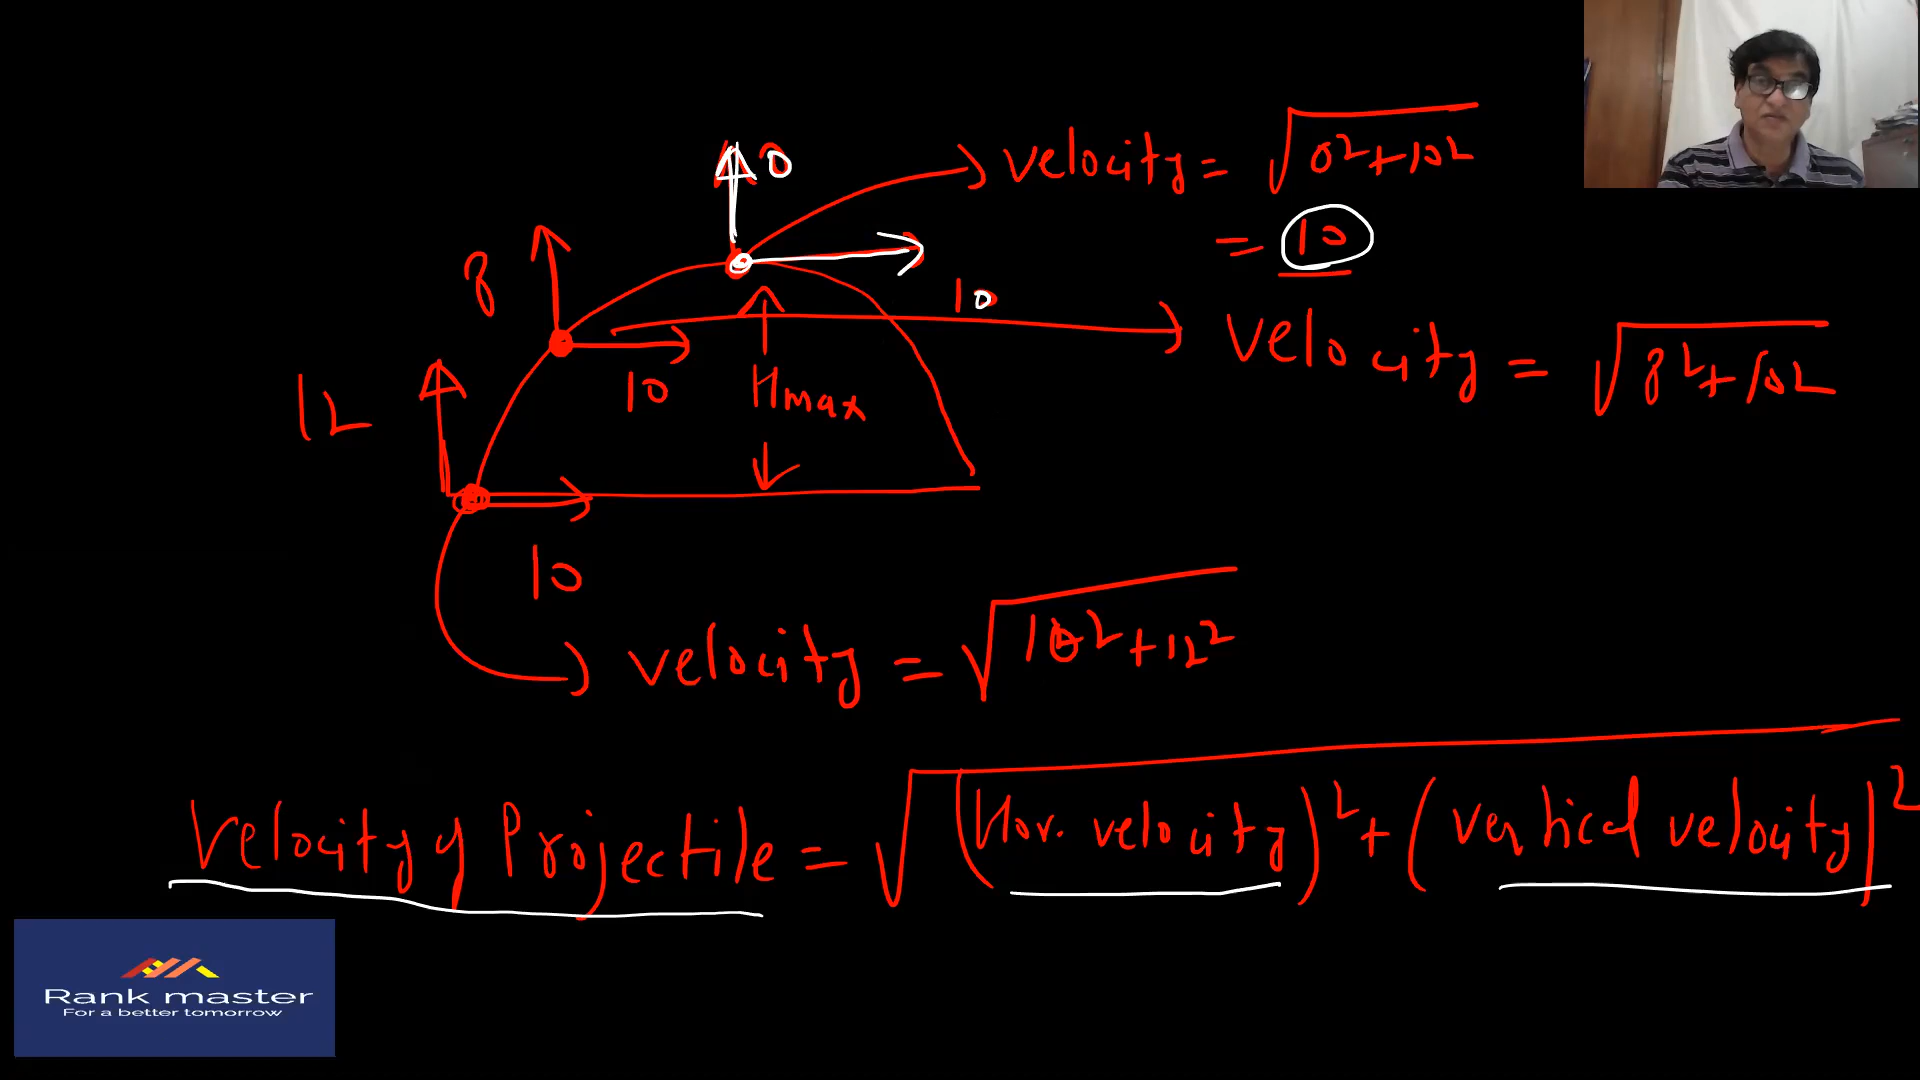 0
velocity = √0²+10²
= 10
8
10
10
Velocity = √8²+10²
12
Hmax
10
velocity = √10²+12²
Velocity of Projectile = √(Hor. velocity)²+(vertical velocity)²
Rank master
For a better tomorrow